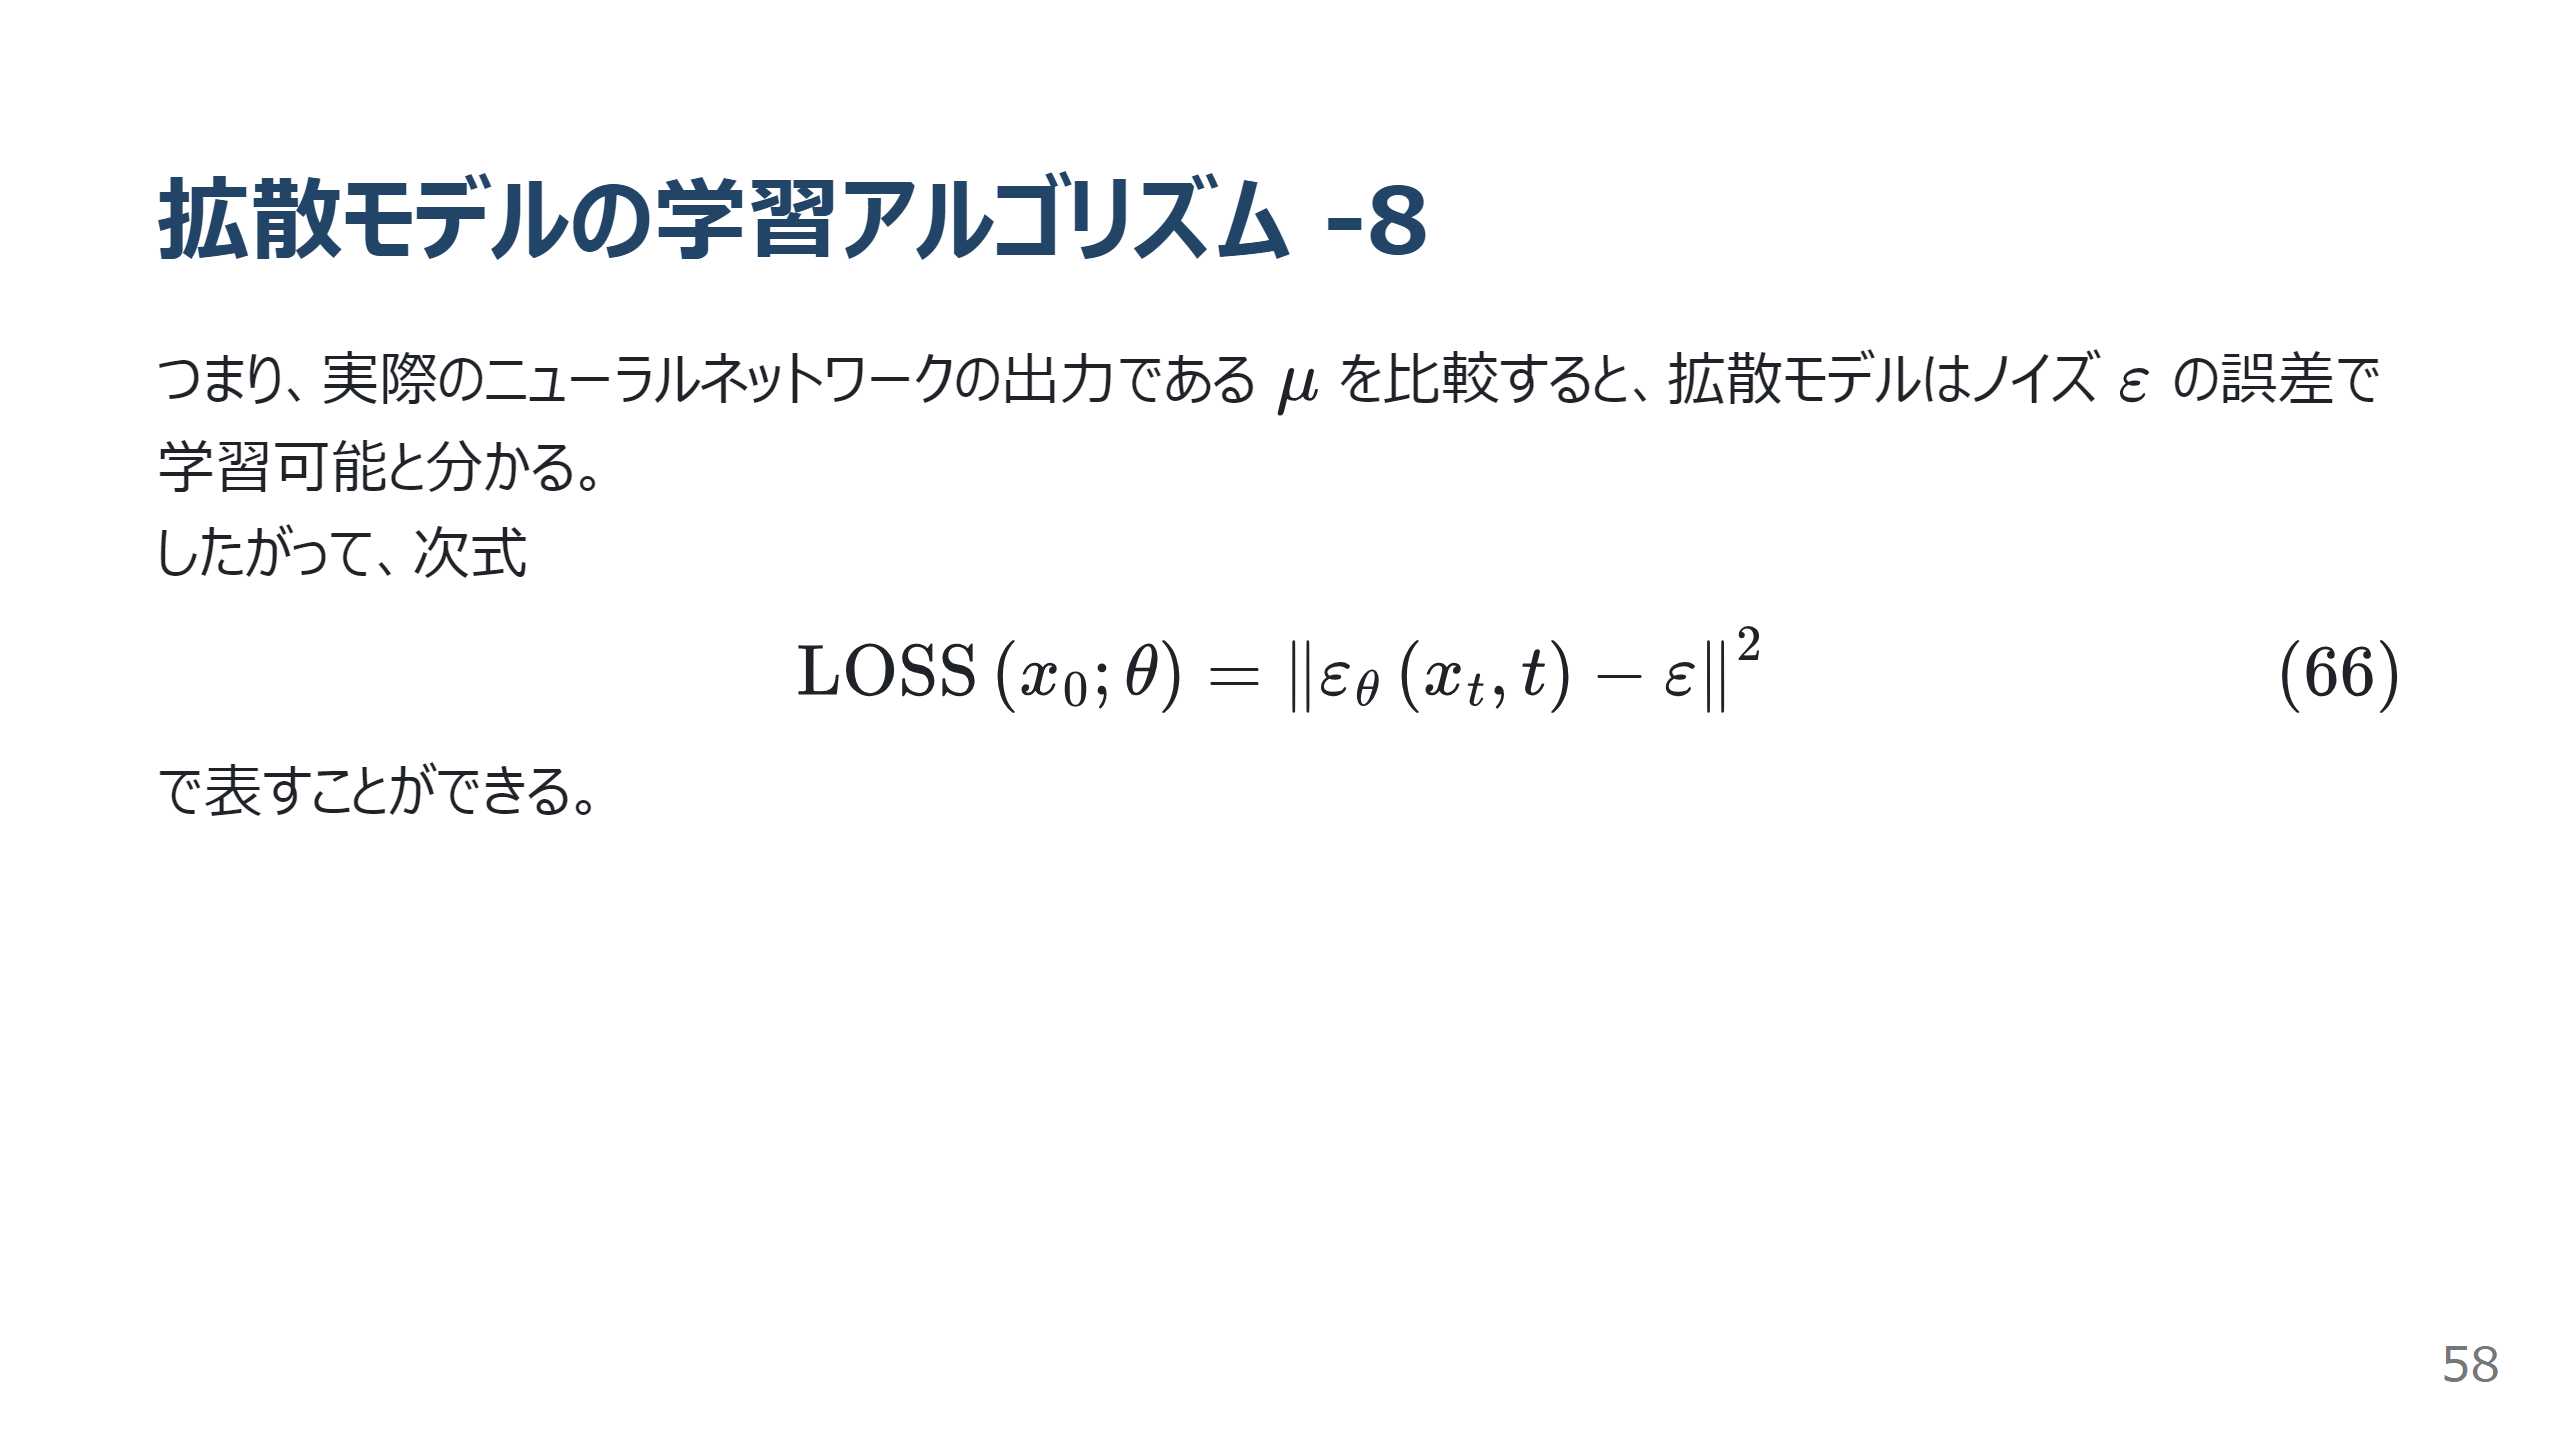 拡散モデルの学習アルゴリズム -8
つまり、実際のニューラルネットワークの出力である μ を比較すると、拡散モデルはノイズ ε の誤差で
学習可能と分かる。
したがって、次式
LOSS (x₀; θ) = ‖ε_θ (x_t, t) − ε‖² (66)
で表すことができる。
58